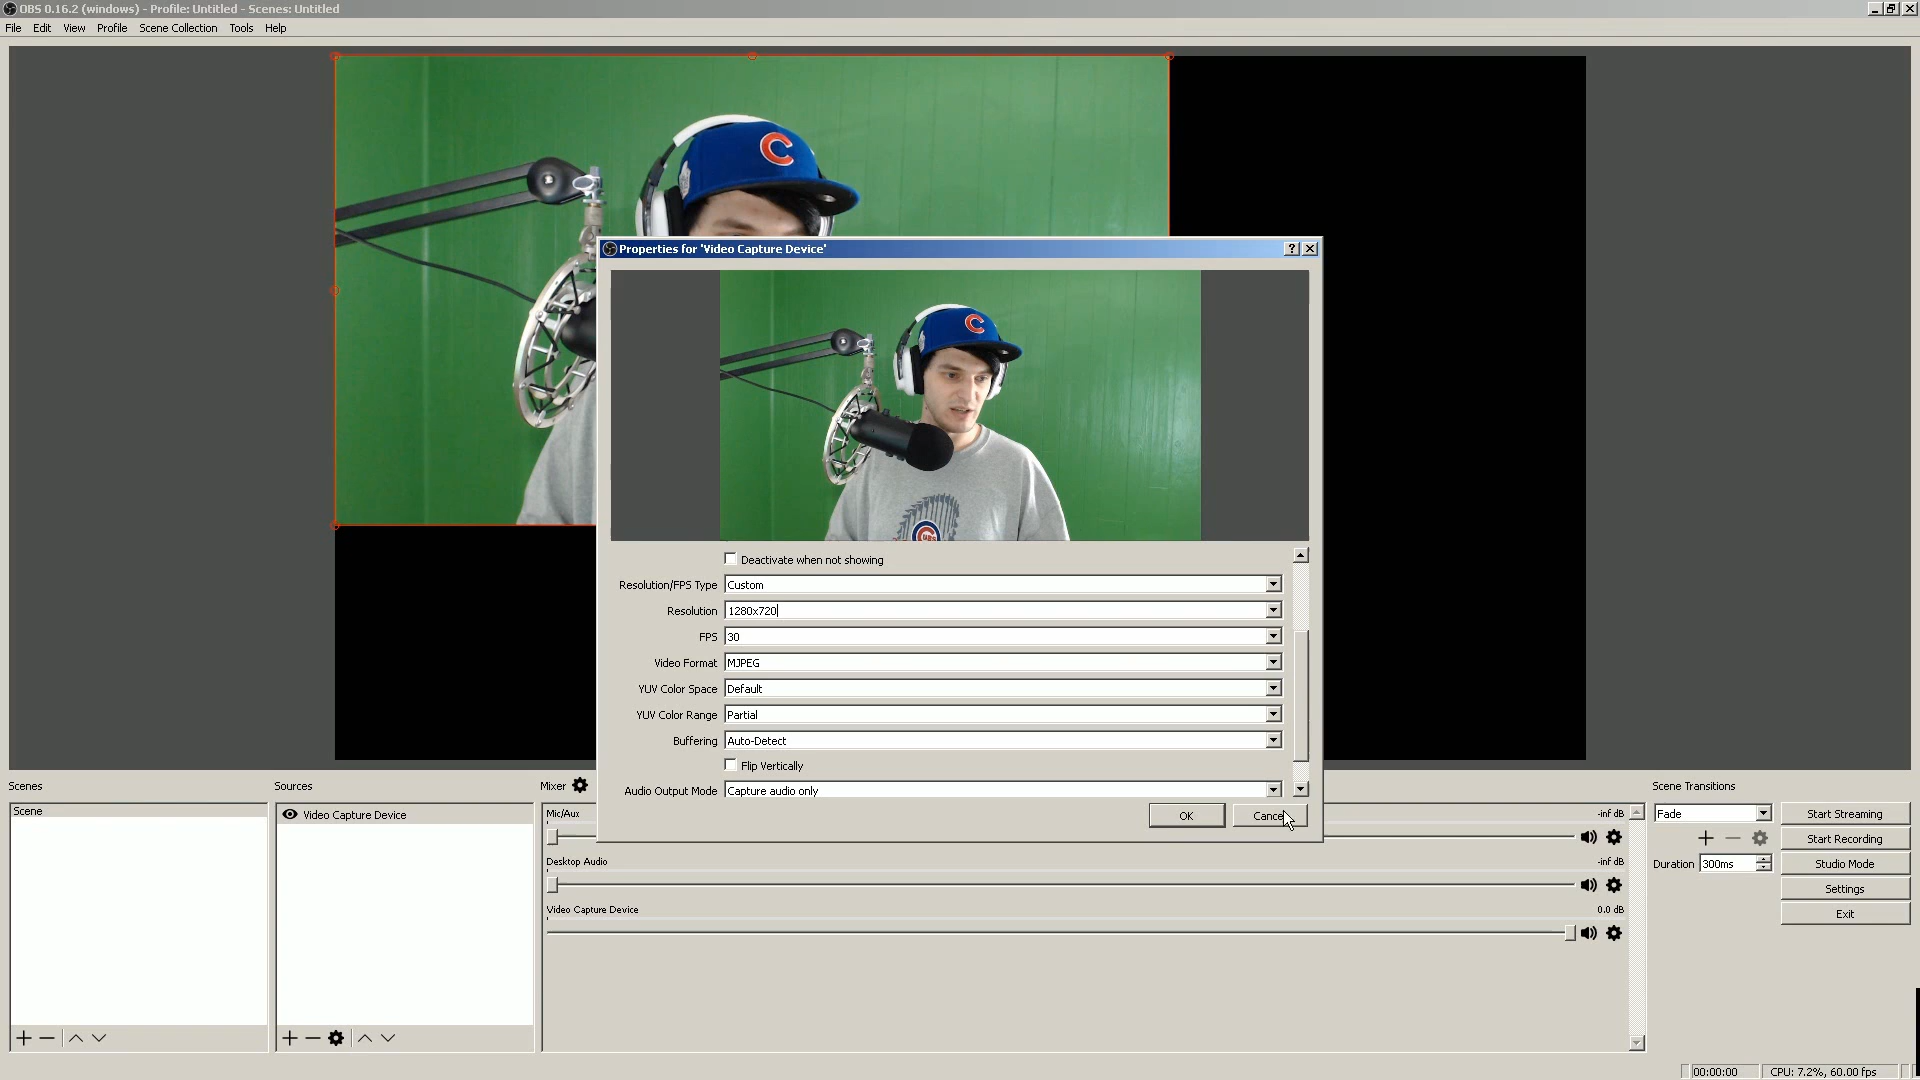 OBS 0.16.2 (windows) - Profile: Untitled - Scenes: Untitled
File Edit View Profile Scene Collection Tools Help
C
Properties for 'Video Capture Device'
C
CUBS
Deactivate when not showing
Resolution/FPS Type Custom
Resolution 1280x720
FPS 30
Video Format MJPEG
YUV Color Space Default
YUV Color Range Partial
Buffering Auto-Detect
Flip Vertically
Audio Output Mode Capture audio only
OK Cancel
Scenes
Scene
Sources
Video Capture Device
Mixer
Mic/Aux -inf dB
Desktop Audio -inf dB
Video Capture Device 0.0 dB
Scene Transitions
Fade
Duration 300ms
Start Streaming
Start Recording
Studio Mode
Settings
Exit
00:00:00 CPU: 7.2%, 60.00 fps